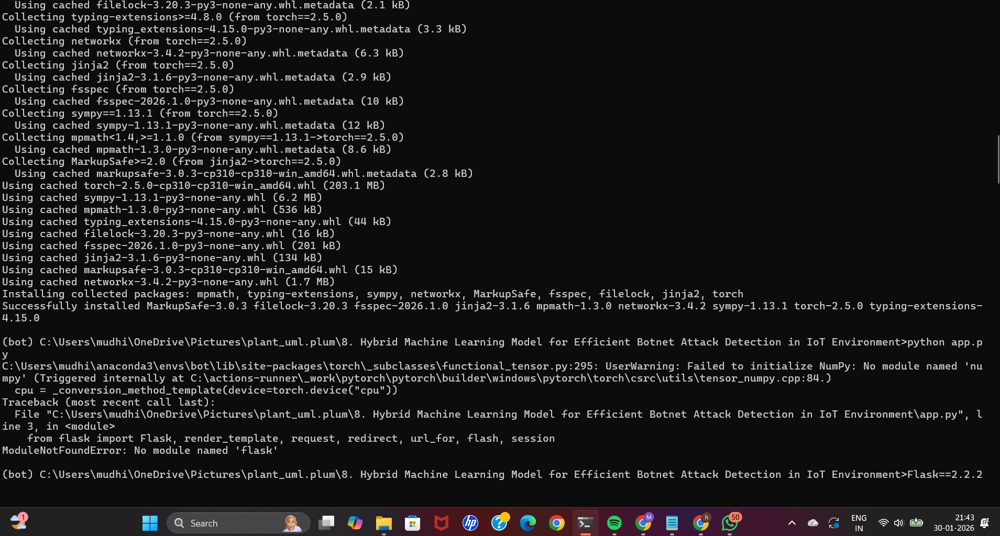 Using cached filelock-3.20.3-py3-none-any.whl.metadata (2.1 kB)
Collecting typing-extensions>=4.8.0 (from torch==2.5.0)
  Using cached typing_extensions-4.15.0-py3-none-any.whl.metadata (3.3 kB)
Collecting networkx (from torch==2.5.0)
  Using cached networkx-3.4.2-py3-none-any.whl.metadata (6.3 kB)
Collecting jinja2 (from torch==2.5.0)
  Using cached jinja2-3.1.6-py3-none-any.whl.metadata (2.9 kB)
Collecting fsspec (from torch==2.5.0)
  Using cached fsspec-2026.1.0-py3-none-any.whl.metadata (10 kB)
Collecting sympy==1.13.1 (from torch==2.5.0)
  Using cached sympy-1.13.1-py3-none-any.whl.metadata (12 kB)
Collecting mpmath<1.4,>=1.1.0 (from sympy==1.13.1->torch==2.5.0)
  Using cached mpmath-1.3.0-py3-none-any.whl.metadata (8.6 kB)
Collecting MarkupSafe>=2.0 (from jinja2->torch==2.5.0)
  Using cached markupsafe-3.0.3-cp310-cp310-win_amd64.whl.metadata (2.8 kB)
Using cached torch-2.5.0-cp310-cp310-win_amd64.whl (203.1 MB)
Using cached sympy-1.13.1-py3-none-any.whl (6.2 MB)
Using cached mpmath-1.3.0-py3-none-any.whl (536 kB)
Using cached typing_extensions-4.15.0-py3-none-any.whl (44 kB)
Using cached filelock-3.20.3-py3-none-any.whl (16 kB)
Using cached fsspec-2026.1.0-py3-none-any.whl (201 kB)
Using cached jinja2-3.1.6-py3-none-any.whl (134 kB)
Using cached markupsafe-3.0.3-cp310-cp310-win_amd64.whl (15 kB)
Using cached networkx-3.4.2-py3-none-any.whl (1.7 MB)
Installing collected packages: mpmath, typing-extensions, sympy, networkx, MarkupSafe, fsspec, filelock, jinja2, torch
Successfully installed MarkupSafe-3.0.3 filelock-3.20.3 fsspec-2026.1.0 jinja2-3.1.6 mpmath-1.3.0 networkx-3.4.2 sympy-1.13.1 torch-2.5.0 typing-extensions-
4.15.0
(bot) C:\Users\mudhi\OneDrive\Pictures\plant_uml.plum\8. Hybrid Machine Learning Model for Efficient Botnet Attack Detection in IoT Environment>python app.p
y
C:\Users\mudhi\anaconda3\envs\bot\lib\site-packages\torch\_subclasses\functional_tensor.py:295: UserWarning: Failed to initialize NumPy: No module named 'nu
mpy' (Triggered internally at C:\actions-runner\_work\pytorch\pytorch\builder\windows\pytorch\torch\csrc\utils\tensor_numpy.cpp:84.)
  cpu = _conversion_method_template(device=torch.device("cpu"))
Traceback (most recent call last):
  File "C:\Users\mudhi\OneDrive\Pictures\plant_uml.plum\8. Hybrid Machine Learning Model for Efficient Botnet Attack Detection in IoT Environment\app.py", l
ine 3, in <module>
    from flask import Flask, render_template, request, redirect, url_for, flash, session
ModuleNotFoundError: No module named 'flask'
(bot) C:\Users\mudhi\OneDrive\Pictures\plant_uml.plum\8. Hybrid Machine Learning Model for Efficient Botnet Attack Detection in IoT Environment>Flask==2.2.2
1
Search
hp
M
h
50
ENG
IN
21:43
30-01-2026